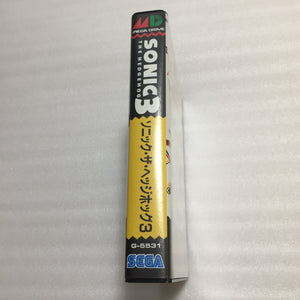 MD
MEGA DRIVE
SONIC 3
THE HEDGEHOG
ソニック・ザ・ヘッジホッグ3
G-5531